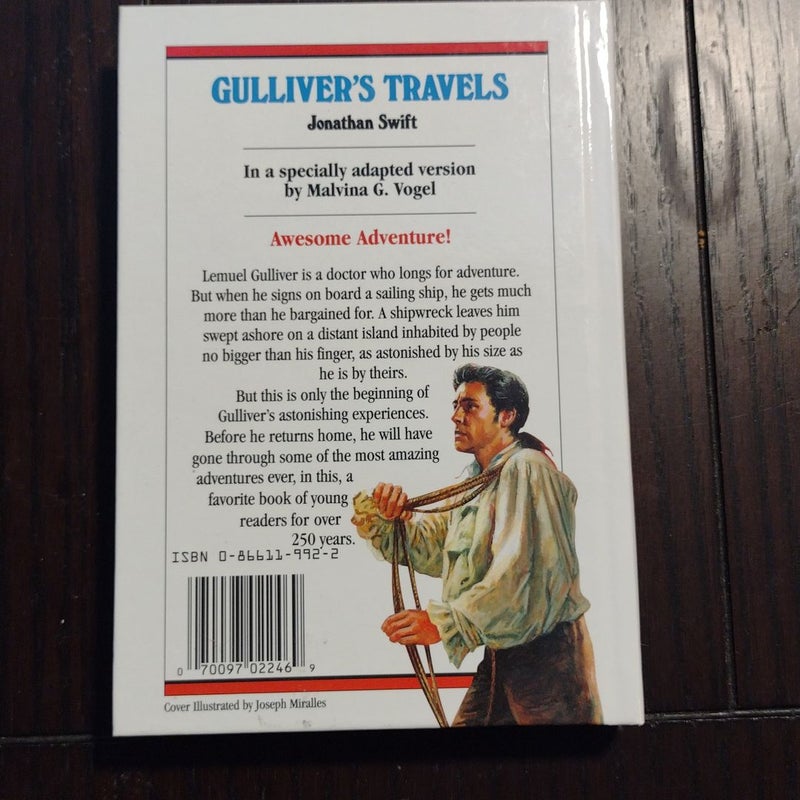 GULLIVER'S TRAVELS
Jonathan Swift
In a specially adapted version
by Malvina G. Vogel
Awesome Adventure!
Lemuel Gulliver is a doctor who longs for adventure.
But when he signs on board a sailing ship, he gets much
more than he bargained for. A shipwreck leaves him
swept ashore on a distant island inhabited by people
no bigger than his finger, as astonished by his size as
he is by theirs.
But this is only the beginning of
Gulliver's astonishing experiences.
Before he returns home, he will have
gone through some of the most amazing
adventures ever, in this, a
favorite book of young
readers for over
250 years.
ISBN 0-86611-992-2
0 70097 02246 9
Cover Illustrated by Joseph Miralles